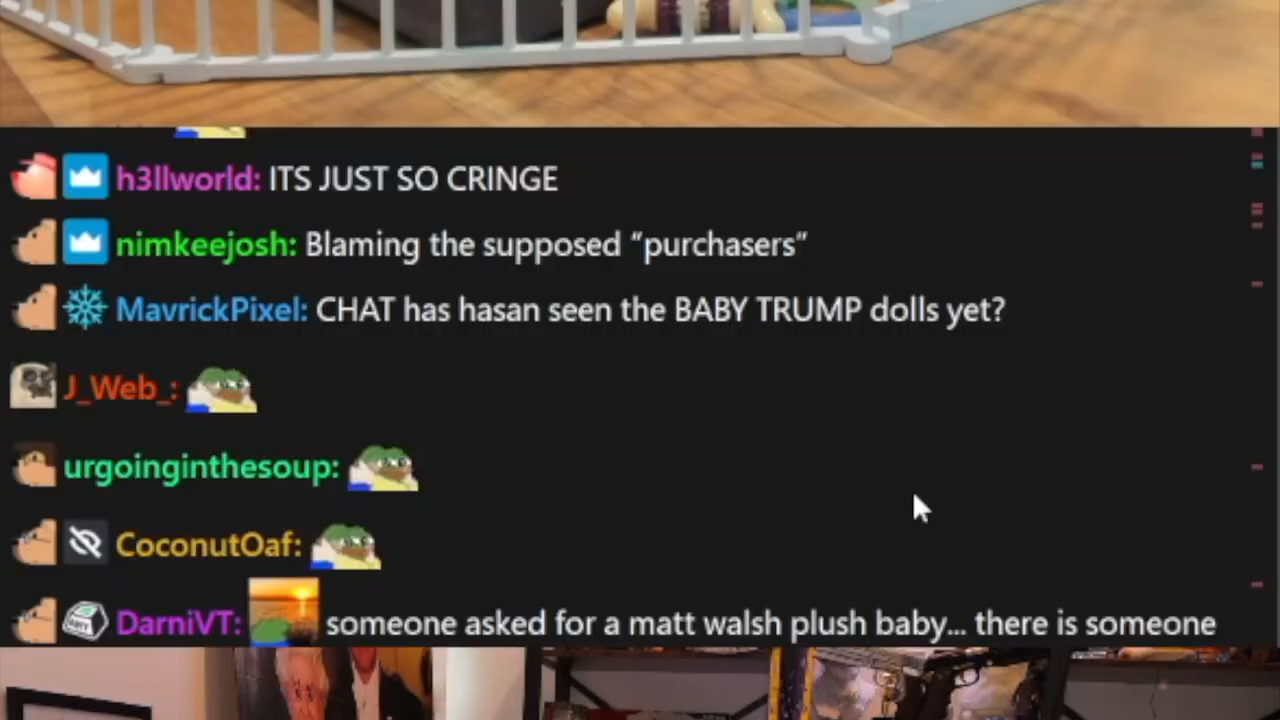 h3llworld: ITS JUST SO CRINGE
nimkeejosh: Blaming the supposed “purchasers”
MavrickPixel: CHAT has hasan seen the BABY TRUMP dolls yet?
J_Web_:
urgoinginthesoup:
CoconutOaf:
DarniVT: someone asked for a matt walsh plush baby... there is someone